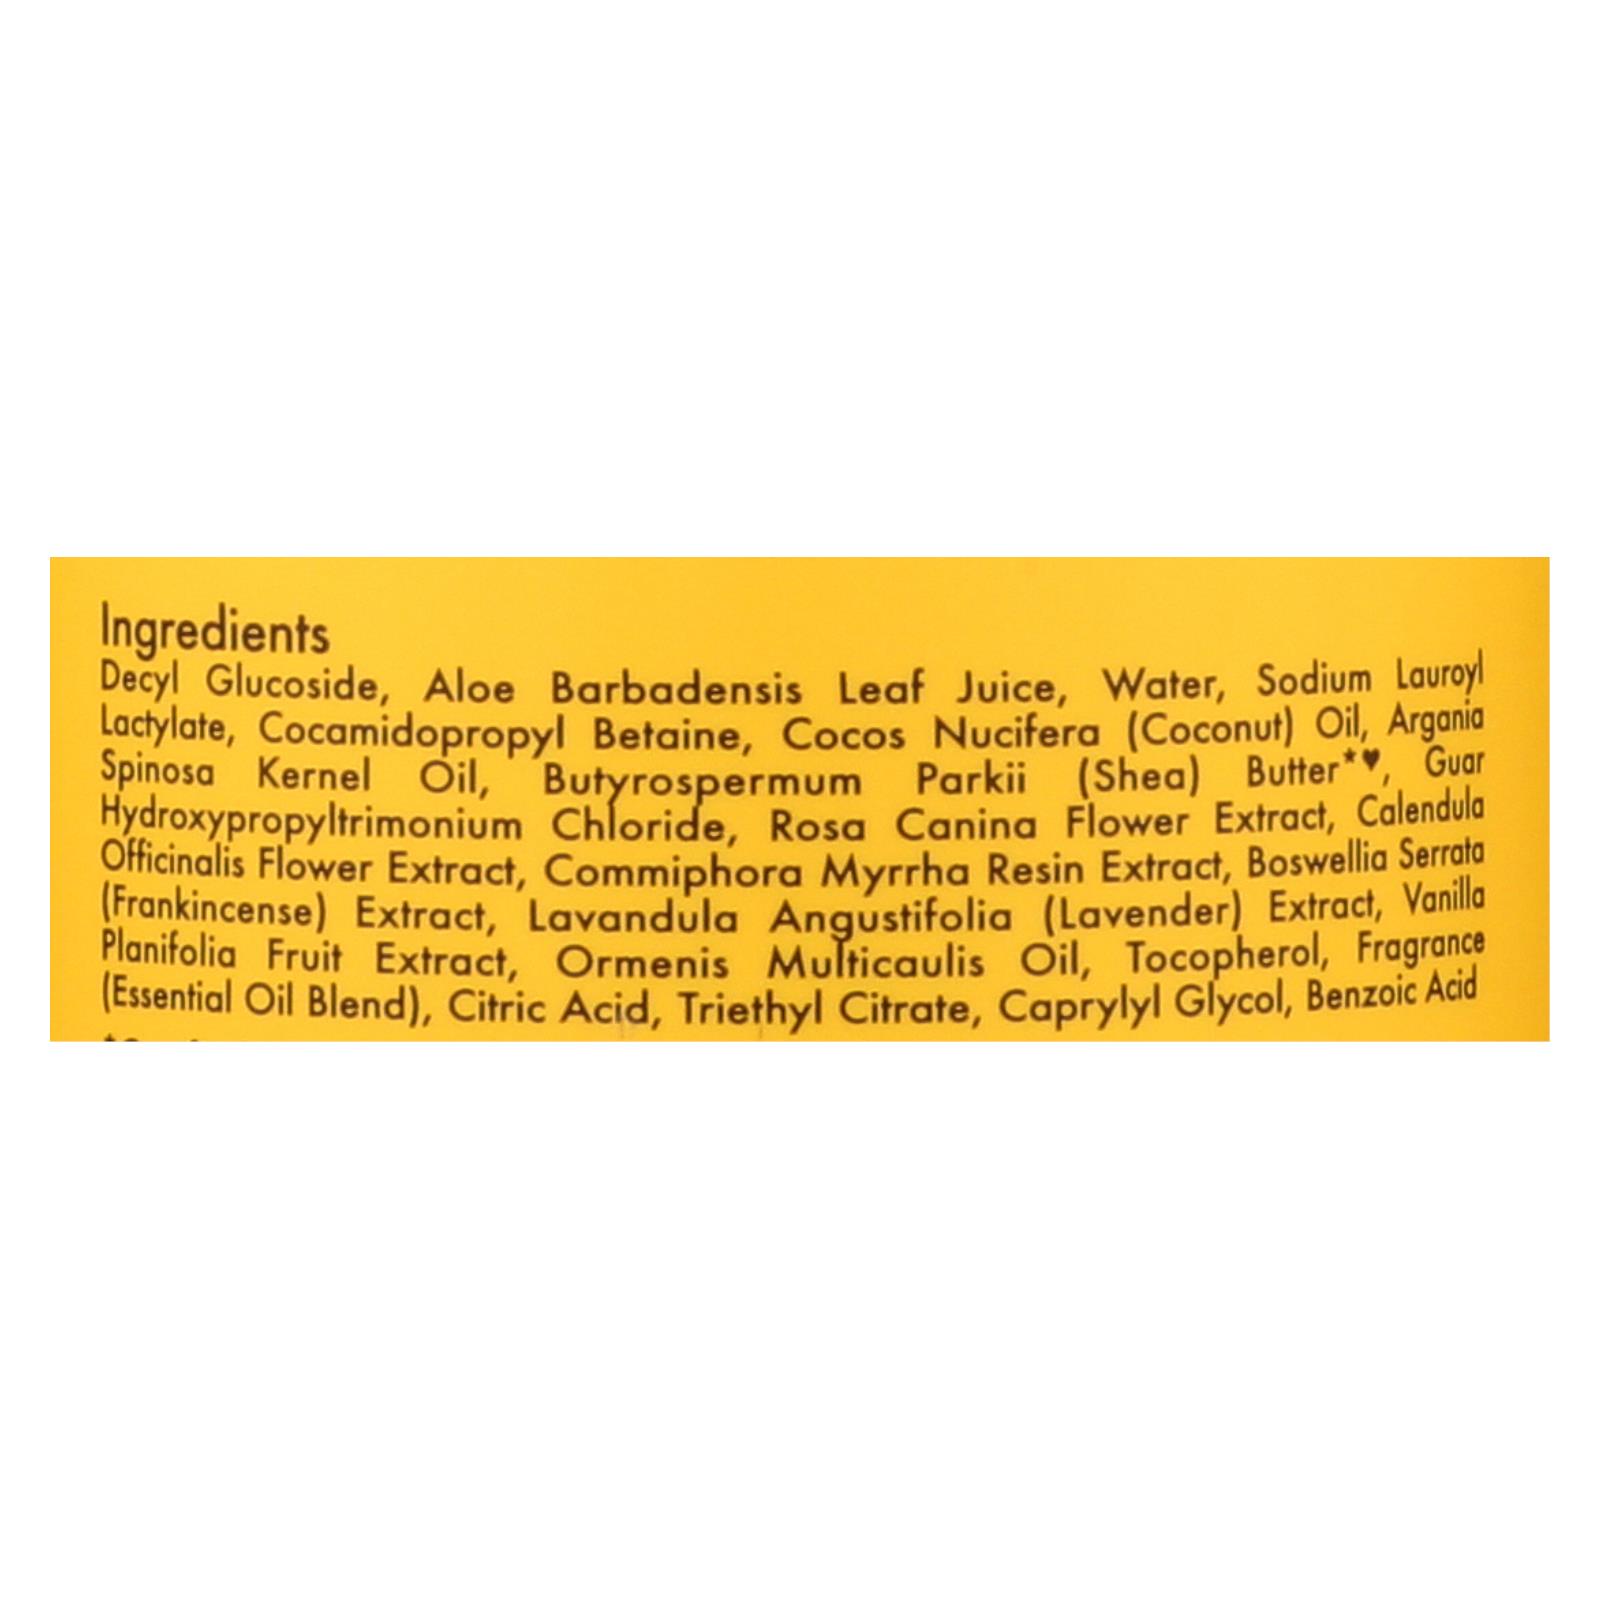 Ingredients
Decyl Glucoside, Aloe Barbadensis Leaf Juice, Water, Sodium Lauroyl
Lactylate, Cocamidopropyl Betaine, Cocos Nucifera (Coconut) Oil, Argania
Spinosa Kernel Oil, Butyrospermum Parkii (Shea) Butter*♥, Guar
Hydroxypropyltrimonium Chloride, Rosa Canina Flower Extract, Calendula
Officinalis Flower Extract, Commiphora Myrrha Resin Extract, Boswellia Serrata
(Frankincense) Extract, Lavandula Angustifolia (Lavender) Extract, Vanilla
Planifolia Fruit Extract, Ormenis Multicaulis Oil, Tocopherol, Fragrance
(Essential Oil Blend), Citric Acid, Triethyl Citrate, Caprylyl Glycol, Benzoic Acid